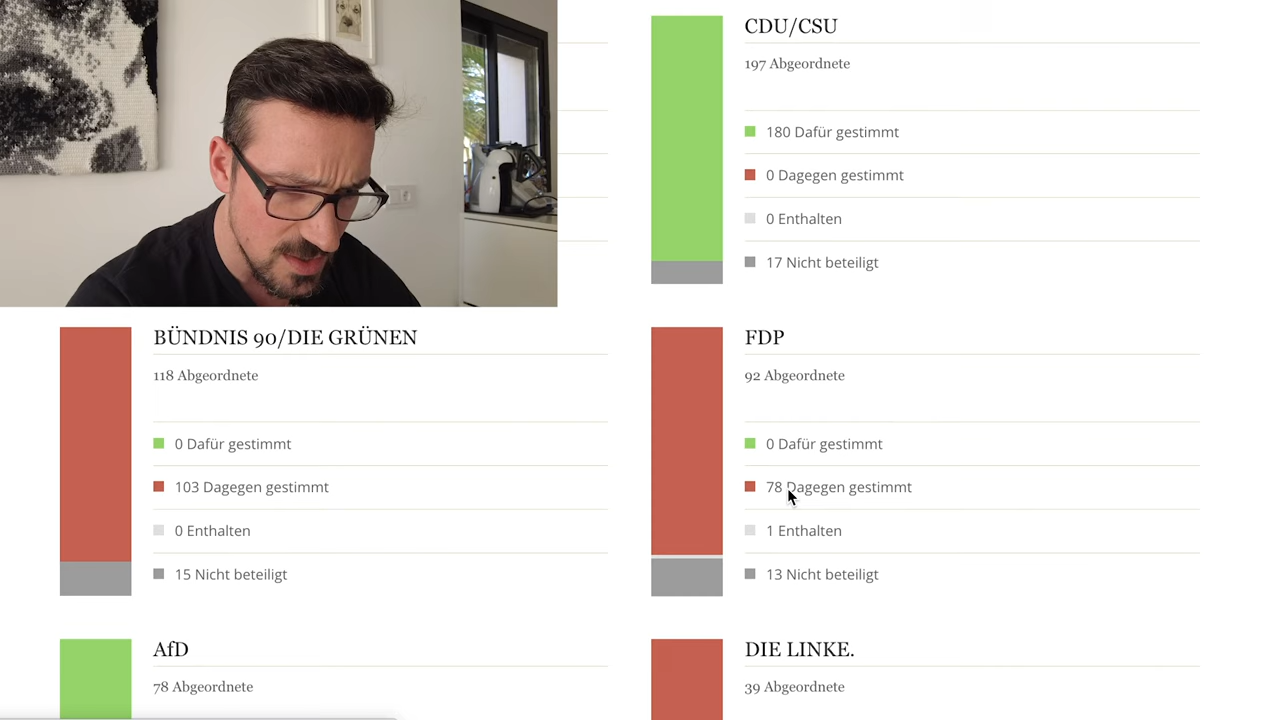 CDU/CSU
197 Abgeordnete
180 Dafür gestimmt
0 Dagegen gestimmt
0 Enthalten
17 Nicht beteiligt
BÜNDNIS 90/DIE GRÜNEN
118 Abgeordnete
0 Dafür gestimmt
103 Dagegen gestimmt
0 Enthalten
15 Nicht beteiligt
FDP
92 Abgeordnete
0 Dafür gestimmt
78 Dagegen gestimmt
1 Enthalten
13 Nicht beteiligt
AfD
78 Abgeordnete
DIE LINKE.
39 Abgeordnete